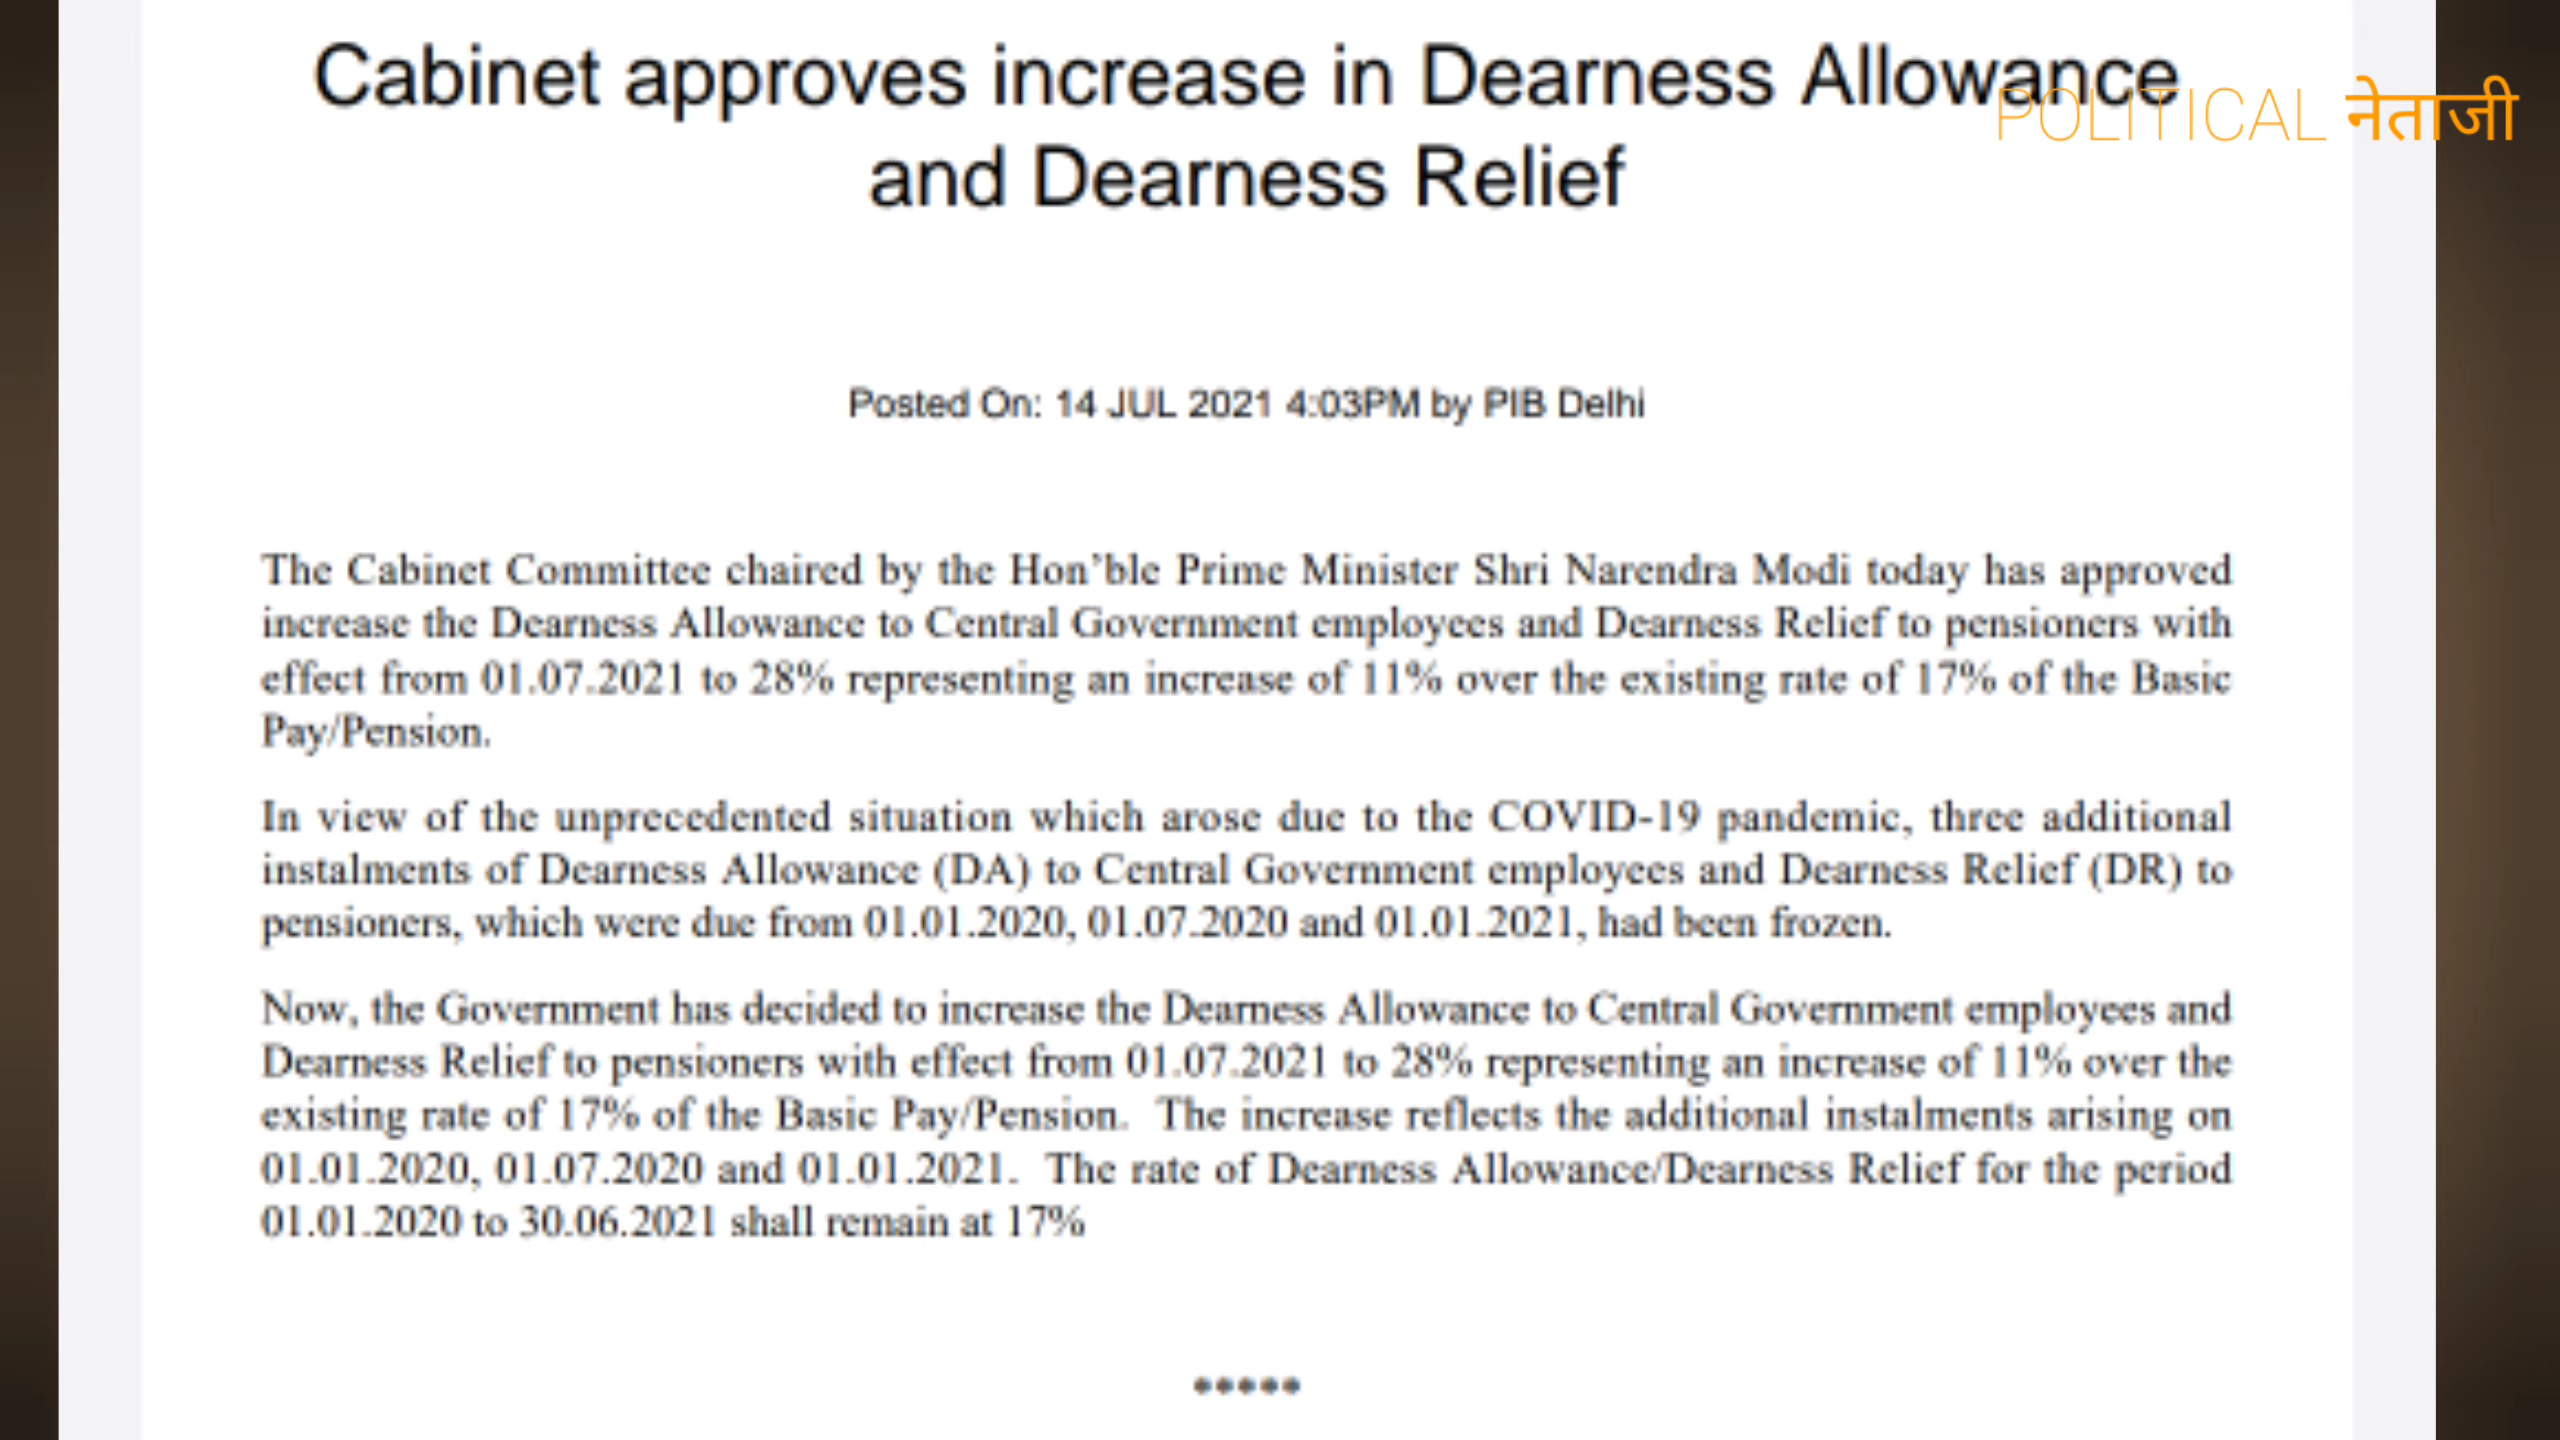 Cabinet approves increase in Dearness Allowance
and Dearness Relief
POLITICAL नेताजी
Posted On: 14 JUL 2021 4:03PM by PIB Delhi
The Cabinet Committee chaired by the Hon’ble Prime Minister Shri Narendra Modi today has approved
increase the Dearness Allowance to Central Government employees and Dearness Relief to pensioners with
effect from 01.07.2021 to 28% representing an increase of 11% over the existing rate of 17% of the Basic
Pay/Pension.
In view of the unprecedented situation which arose due to the COVID-19 pandemic, three additional
instalments of Dearness Allowance (DA) to Central Government employees and Dearness Relief (DR) to
pensioners, which were due from 01.01.2020, 01.07.2020 and 01.01.2021, had been frozen.
Now, the Government has decided to increase the Dearness Allowance to Central Government employees and
Dearness Relief to pensioners with effect from 01.07.2021 to 28% representing an increase of 11% over the
existing rate of 17% of the Basic Pay/Pension. The increase reflects the additional instalments arising on
01.01.2020, 01.07.2020 and 01.01.2021. The rate of Dearness Allowance/Dearness Relief for the period
01.01.2020 to 30.06.2021 shall remain at 17%
*****